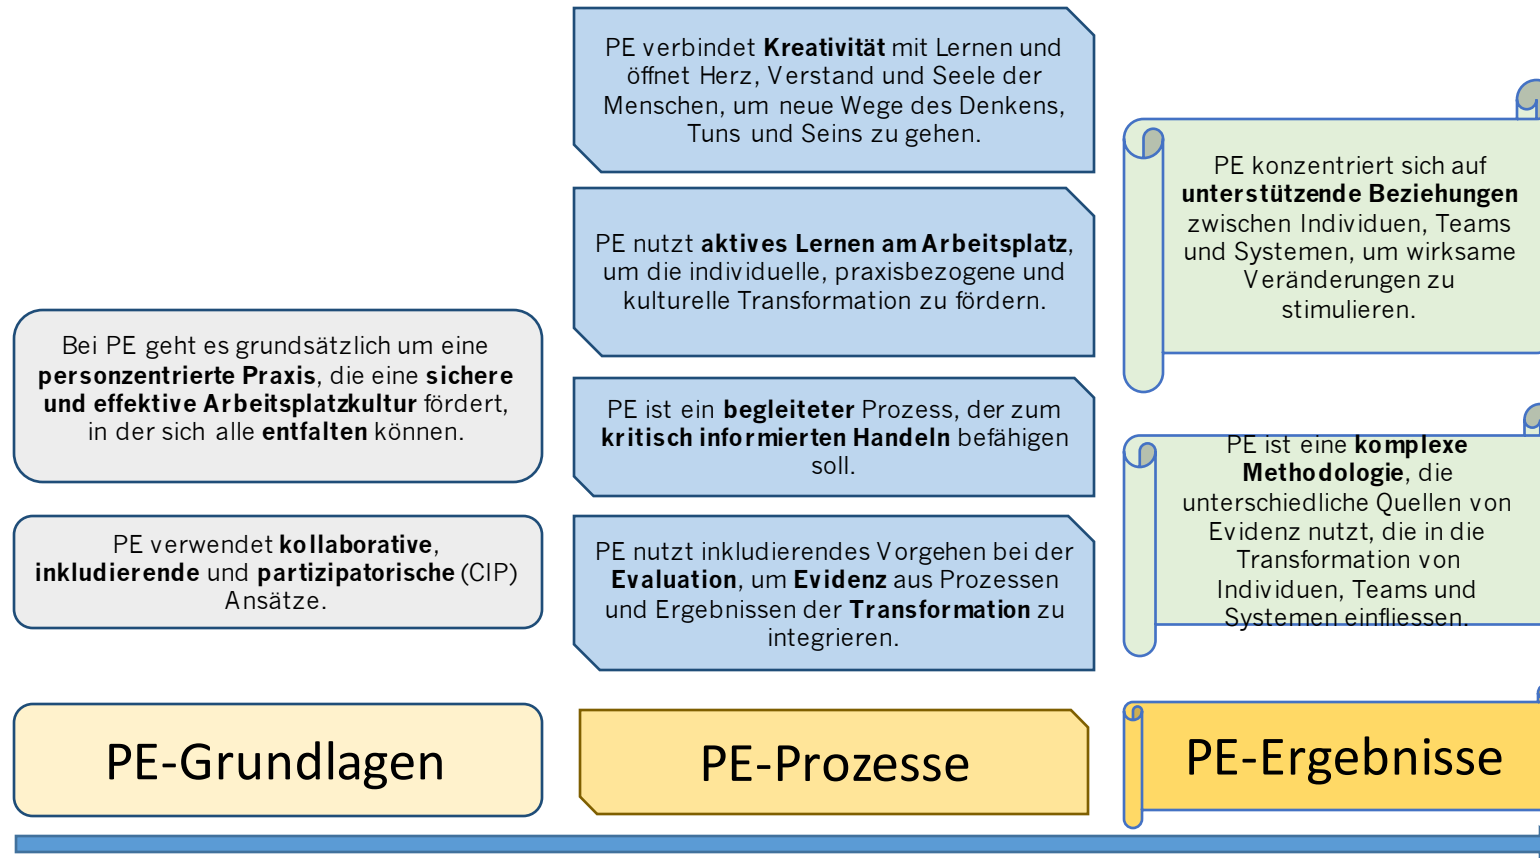 PE verbindet Kreativität mit Lernen und
öffnet Herz, Verstand und Seele der
Menschen, um neue Wege des Denkens,
Tuns und Seins zu gehen.
PE konzentriert sich auf
unterstützende Beziehungen
zwischen Individuen, Teams
und Systemen, um wirksame
Veränderungen zu
stimulieren.
PE nutzt aktives Lernen am Arbeitsplatz,
um die individuelle, praxisbezogene und
kulturelle Transformation zu fördern.
Bei PE geht es grundsätzlich um eine
personzentrierte Praxis, die eine sichere
und effektive Arbeitsplatzkultur fördert,
in der sich alle entfalten können.
PE ist ein begleiteter Prozess, der zum
kritisch informierten Handeln befähigen
soll.
PE ist eine komplexe
Methodologie, die
unterschiedliche Quellen von
Evidenz nutzt, die in die
Transformation von
Individuen, Teams und
Systemen einfliessen.
PE verwendet kollaborative,
inkludierende und partizipatorische (CIP)
Ansätze.
PE nutzt inkludierendes Vorgehen bei der
Evaluation, um Evidenz aus Prozessen
und Ergebnissen der Transformation zu
integrieren.
PE-Grundlagen
PE-Prozesse
PE-Ergebnisse